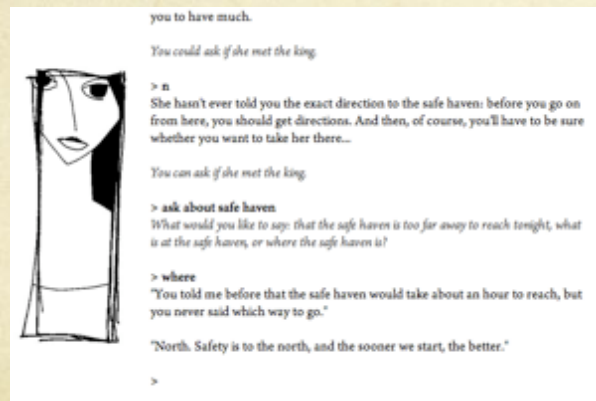 you to have much.
You could ask if she met the king.
> n
She hasn't ever told you the exact direction to the safe haven: before you go on
from here, you should get directions. And then, of course, you'll have to be sure
whether you want to take her there...
You can ask if she met the king.
> ask about safe haven
What would you like to say: that the safe haven is too far away to reach tonight, what
is at the safe haven, or where the safe haven is?
> where
"You told me before that the safe haven would take about an hour to reach, but
you never said which way to go."
"North. Safety is to the north, and the sooner we start, the better."
>